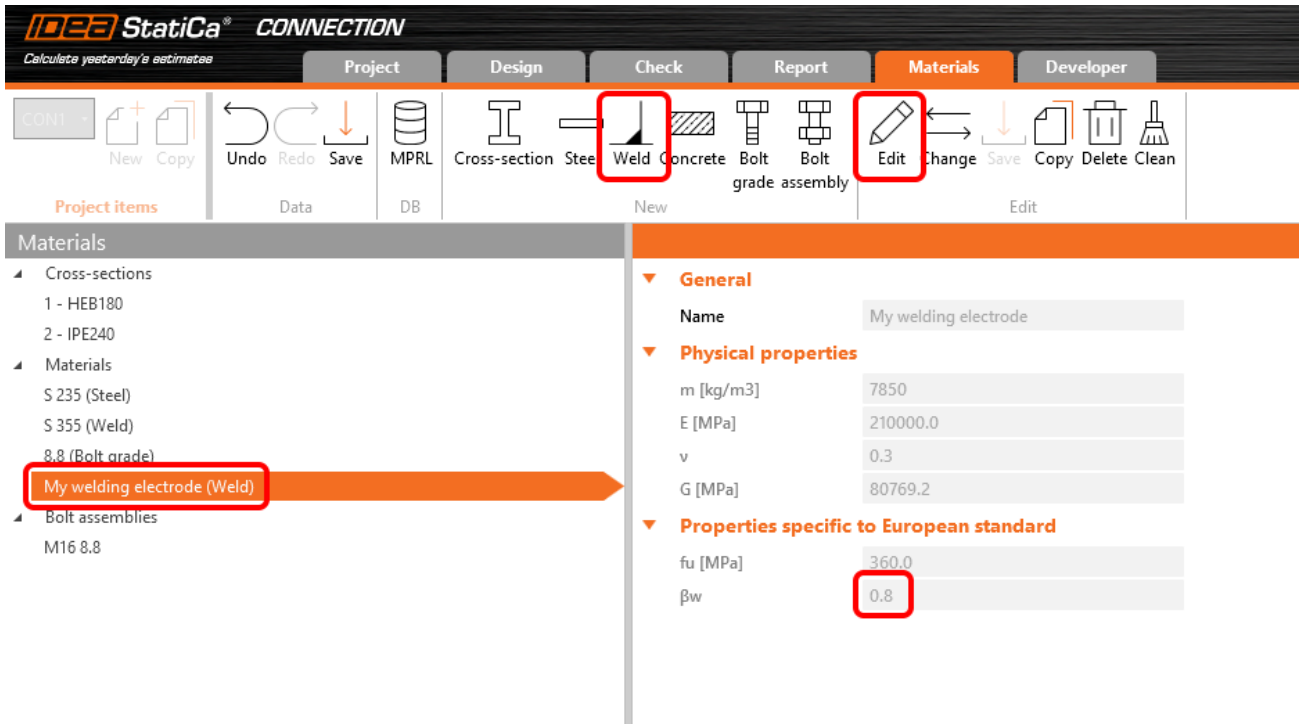 IDEA StatiCa® CONNECTION
Calculate yesterday's estimates
Project Design Check Report Materials Developer
CON1 New Copy Undo Redo Save MPRL Cross-section Steel Weld Concrete Bolt grade Bolt assembly Edit Change Save Copy Delete Clean
Project items Data DB New Edit
Materials
Cross-sections
1 - HEB180
2 - IPE240
Materials
S 235 (Steel)
S 355 (Weld)
8.8 (Bolt grade)
My welding electrode (Weld)
Bolt assemblies
M16 8.8
General
Name My welding electrode
Physical properties
m [kg/m3] 7850
E [MPa] 210000.0
ν 0.3
G [MPa] 80769.2
Properties specific to European standard
fu [MPa] 360.0
βw 0.8